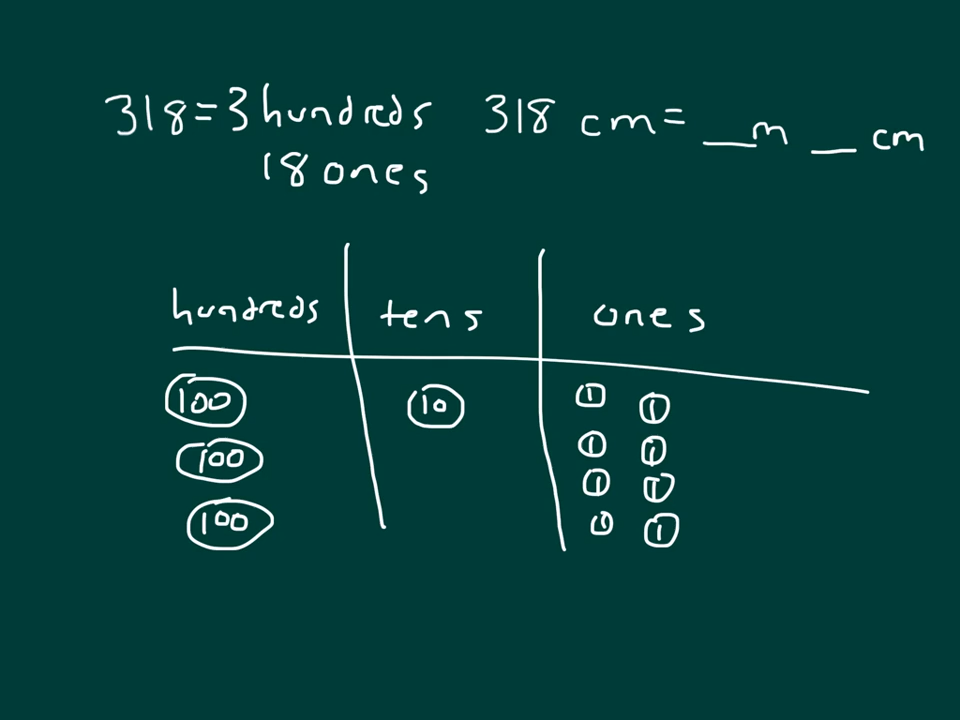 318 = 3 hundreds 318 cm = __m __ cm
18 ones
hundreds tens ones
100 10 1 1
100 1 1
1 1
100 1 1